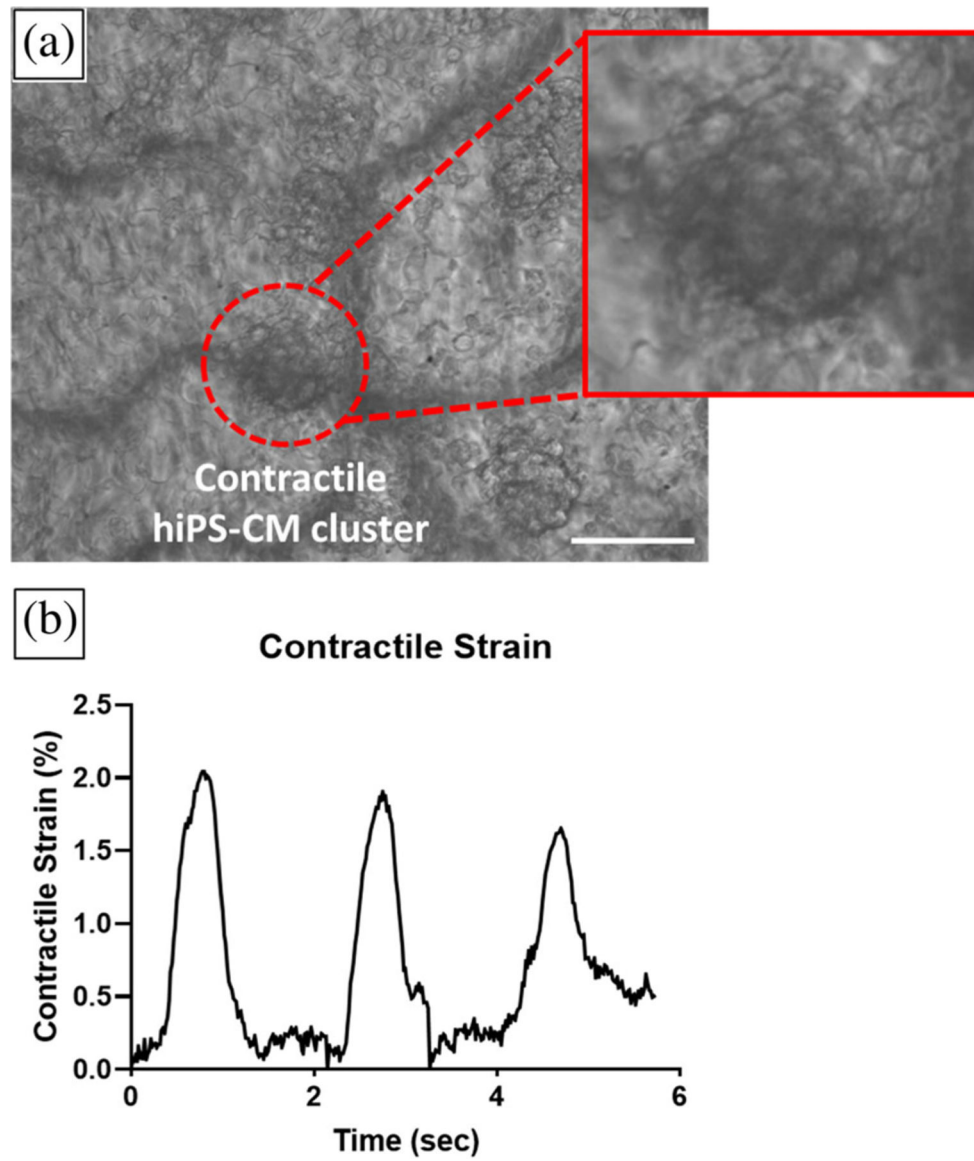 (a)
Contractile
hiPS-CM cluster
(b)
Contractile Strain
Contractile Strain (%)
2.5
2.0
1.5
1.0
0.5
0.0
0
2
4
6
Time (sec)